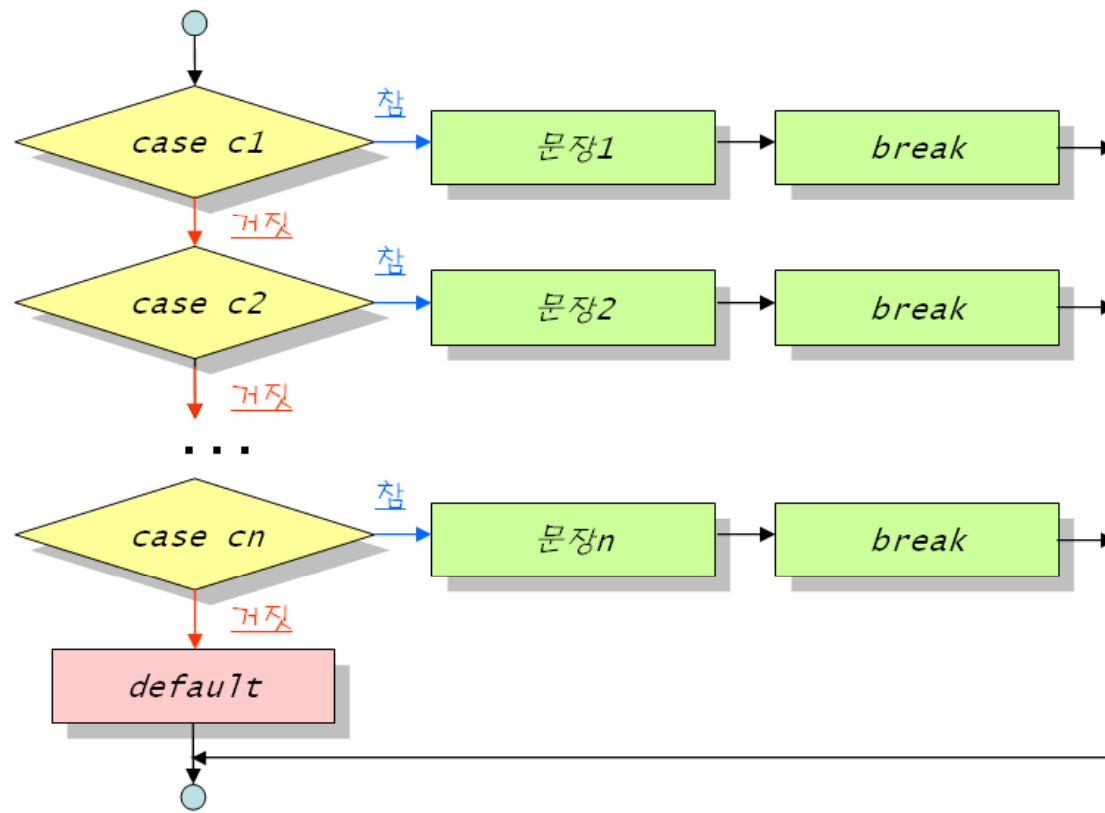 참
case c1
문장1
break
거짓
참
case c2
문장2
break
거짓
...
참
case cn
문장n
break
거짓
default